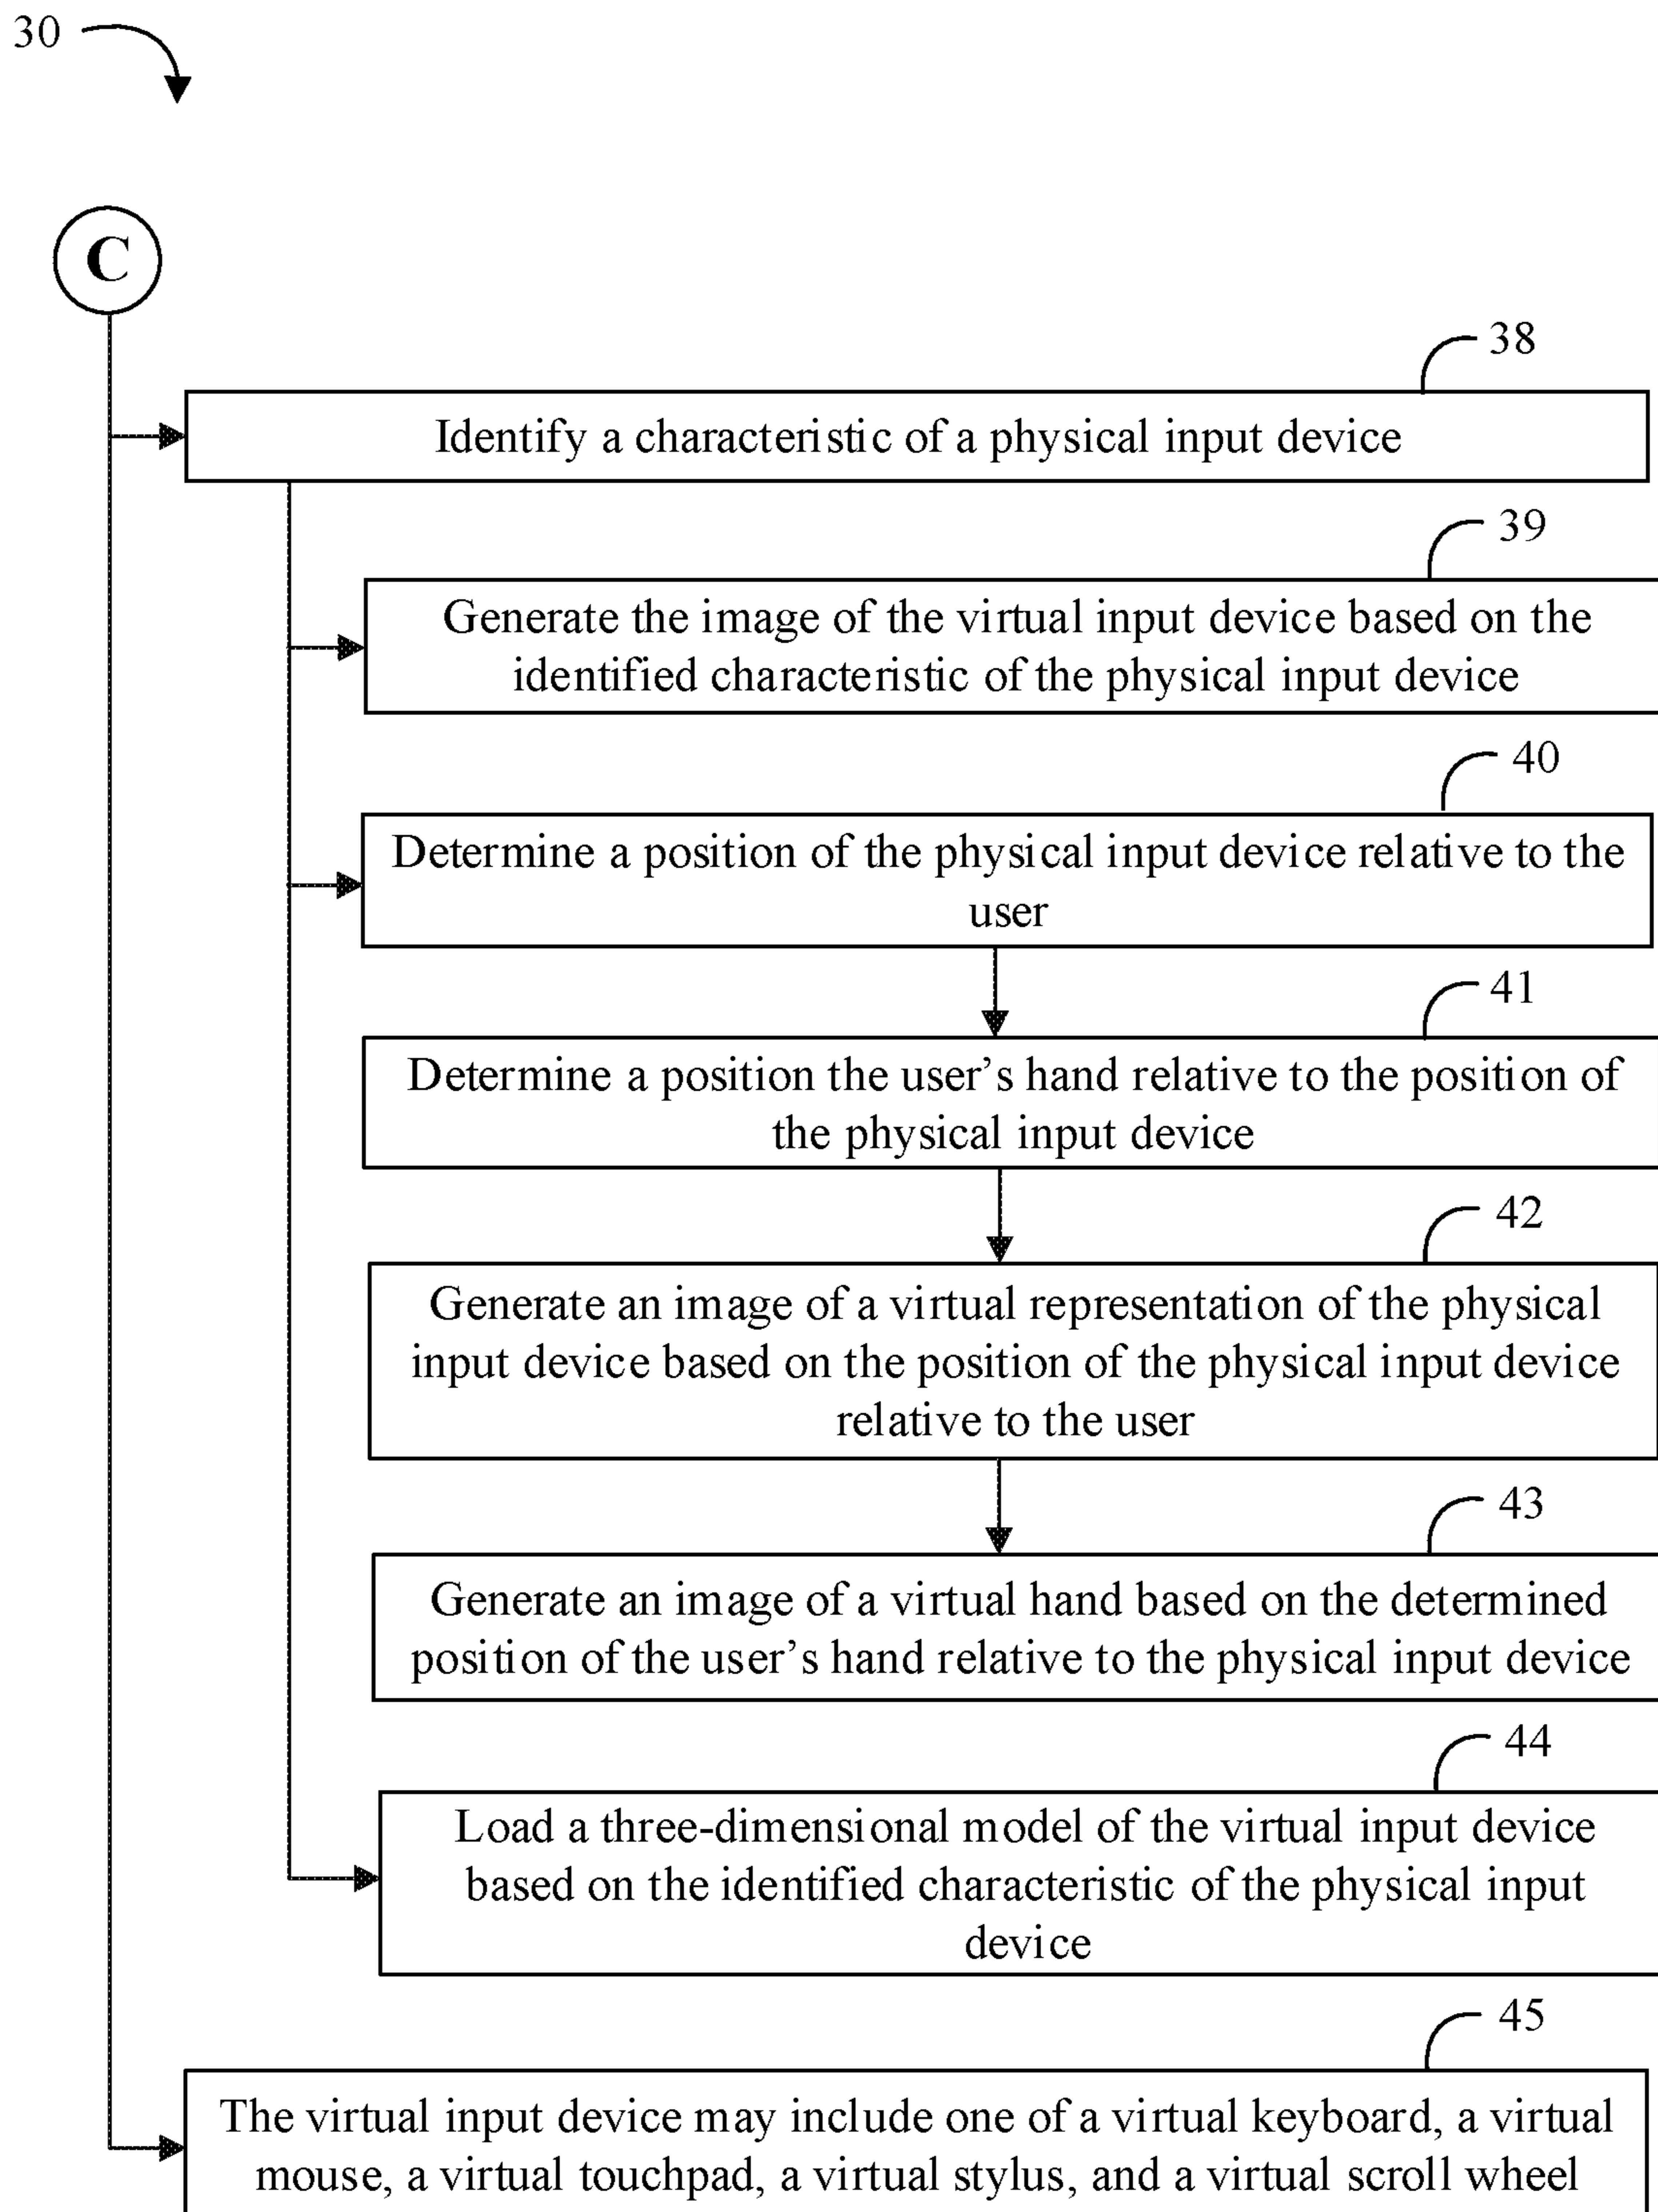 30
C
38
Identify a characteristic of a physical input device
39
Generate the image of the virtual input device based on the
identified characteristic of the physical input device
40
Determine a position of the physical input device relative to the
user
41
Determine a position the user's hand relative to the position of
the physical input device
42
Generate an image of a virtual representation of the physical
input device based on the position of the physical input device
relative to the user
43
Generate an image of a virtual hand based on the determined
position of the user's hand relative to the physical input device
44
Load a three-dimensional model of the virtual input device
based on the identified characteristic of the physical input
device
45
The virtual input device may include one of a virtual keyboard, a virtual
mouse, a virtual touchpad, a virtual stylus, and a virtual scroll wheel